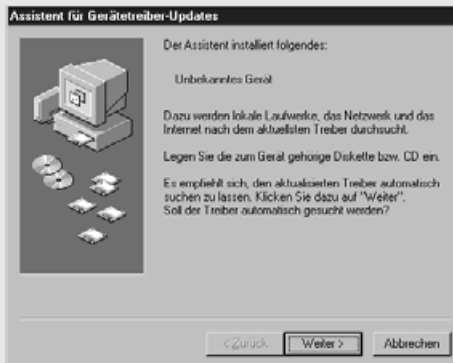 Assistent für Gerätetreiber-Updates
Der Assistent installiert folgendes:
Unbekanntes Gerät
Dazu werden lokale Laufwerke, das Netzwerk und das
Internet nach dem aktuellsten Treiber durchsucht.
Legen Sie die zum Gerät gehörige Diskette bzw. CD ein.
Es empfiehlt sich, den aktualisierten Treiber automatisch
suchen zu lassen. Klicken Sie dazu auf "Weiter".
Soll der Treiber automatisch gesucht werden?
< Zurück Weiter > Abbrechen